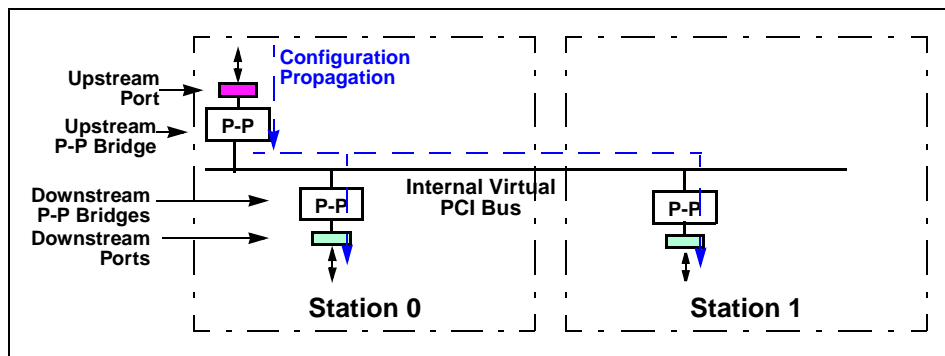 Configuration
Propagation
Upstream
Port
P-P
Upstream
P-P Bridge
Internal Virtual
PCI Bus
Downstream
P-P Bridges
P-P
P-P
Downstream
Ports
Station 0
Station 1